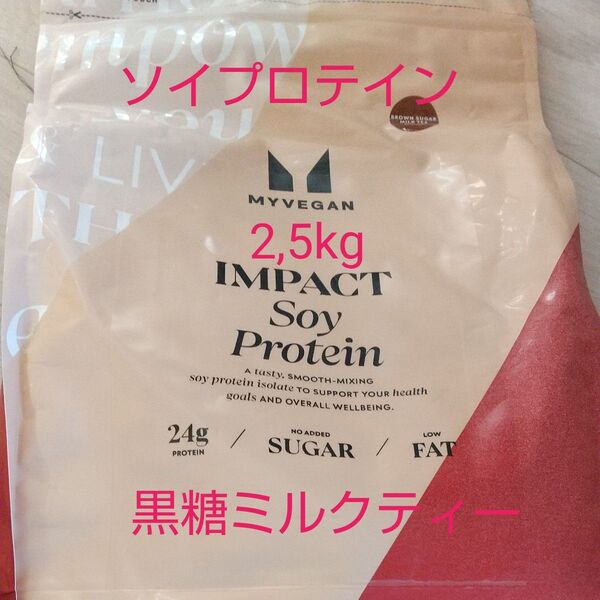 ソイプロテイン
BROWN SUGAR
MILK TEA
LIV
MYVEGAN
2,5kg
IMPACT
Soy
Protein
A tasty, SMOOTH-MIXING
soy protein isolate TO SUPPORT YOUR health
goals AND OVERALL WELLBEING.
24g
PROTEIN
/
NO ADDED
SUGAR
/
LOW
FAT
黒糖ミルクティー